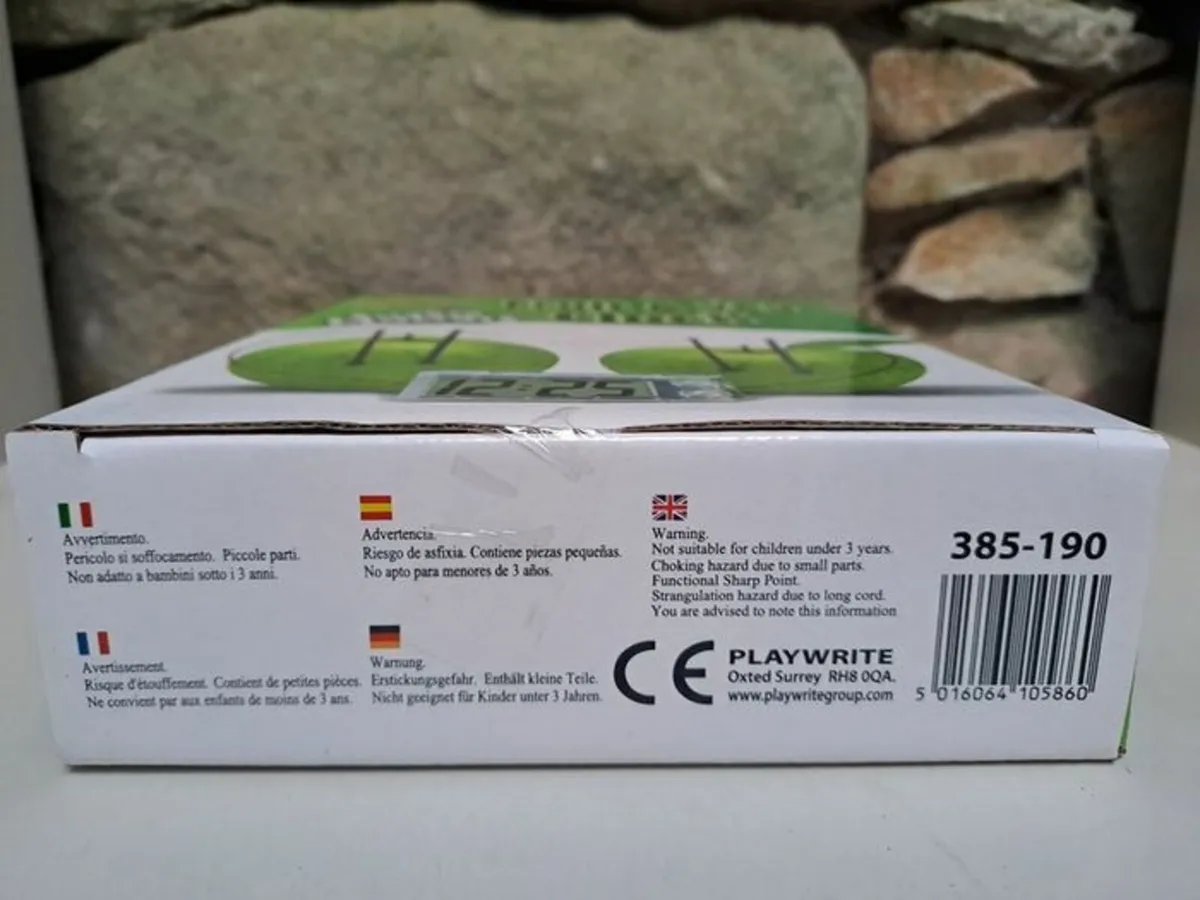 12:25
Avvertimento.
Pericolo si soffocamento. Piccole parti.
Non adatto a bambini sotto i 3 anni.
Advertencia.
Riesgo de asfixia. Contiene piezas pequeñas.
No apto para menores de 3 años.
Warning.
Not suitable for children under 3 years.
Choking hazard due to small parts.
Functional Sharp Point.
Strangulation hazard due to long cord.
You are advised to note this information
385-190
Avertissement.
Risque d'étouffement. Contient de petites pièces.
Ne convient par aux enfants de moins de 3 ans.
Warnung.
Erstickungsgefahr. Enthält kleine Teile.
Nicht geeignet für Kinder unter 3 Jahren.
CE
PLAYWRITE
Oxted Surrey RH8 0QA.
www.playwritegroup.com
5 016064 105860